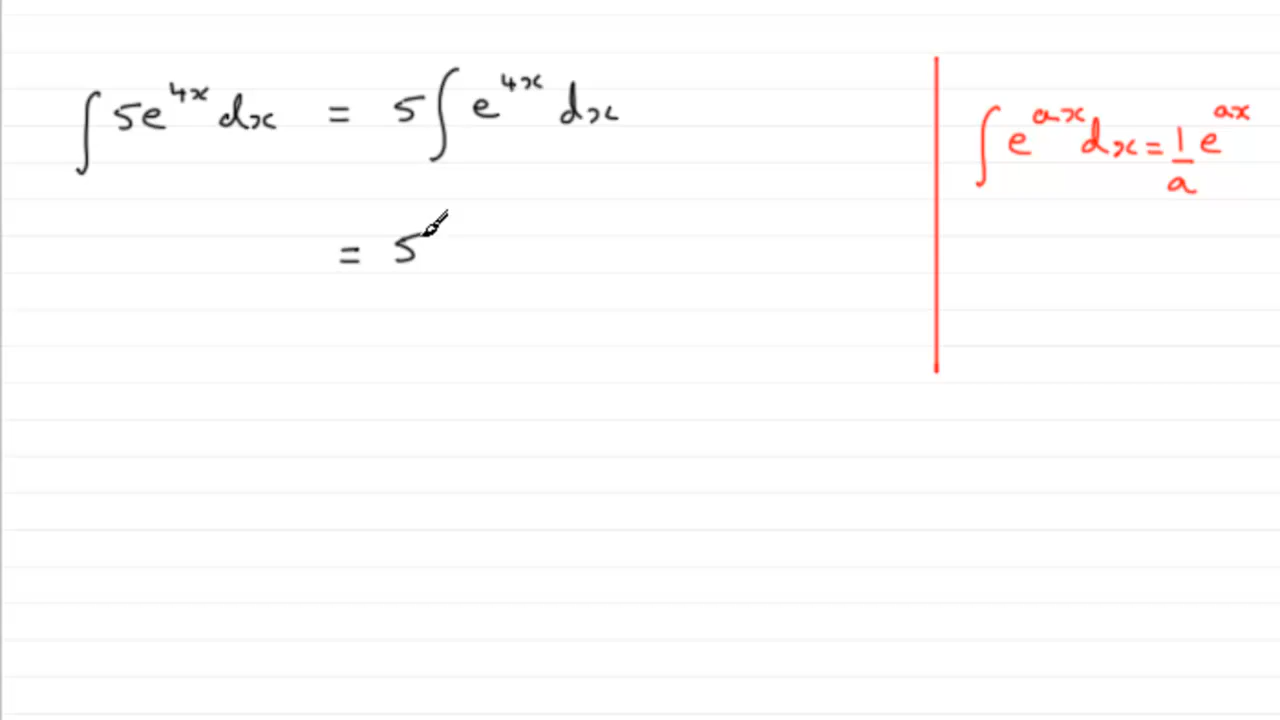 ∫ 5e^{4x} dx = 5 ∫ e^{4x} dx
= 5
∫ e^{ax} dx = 1/a e^{ax}